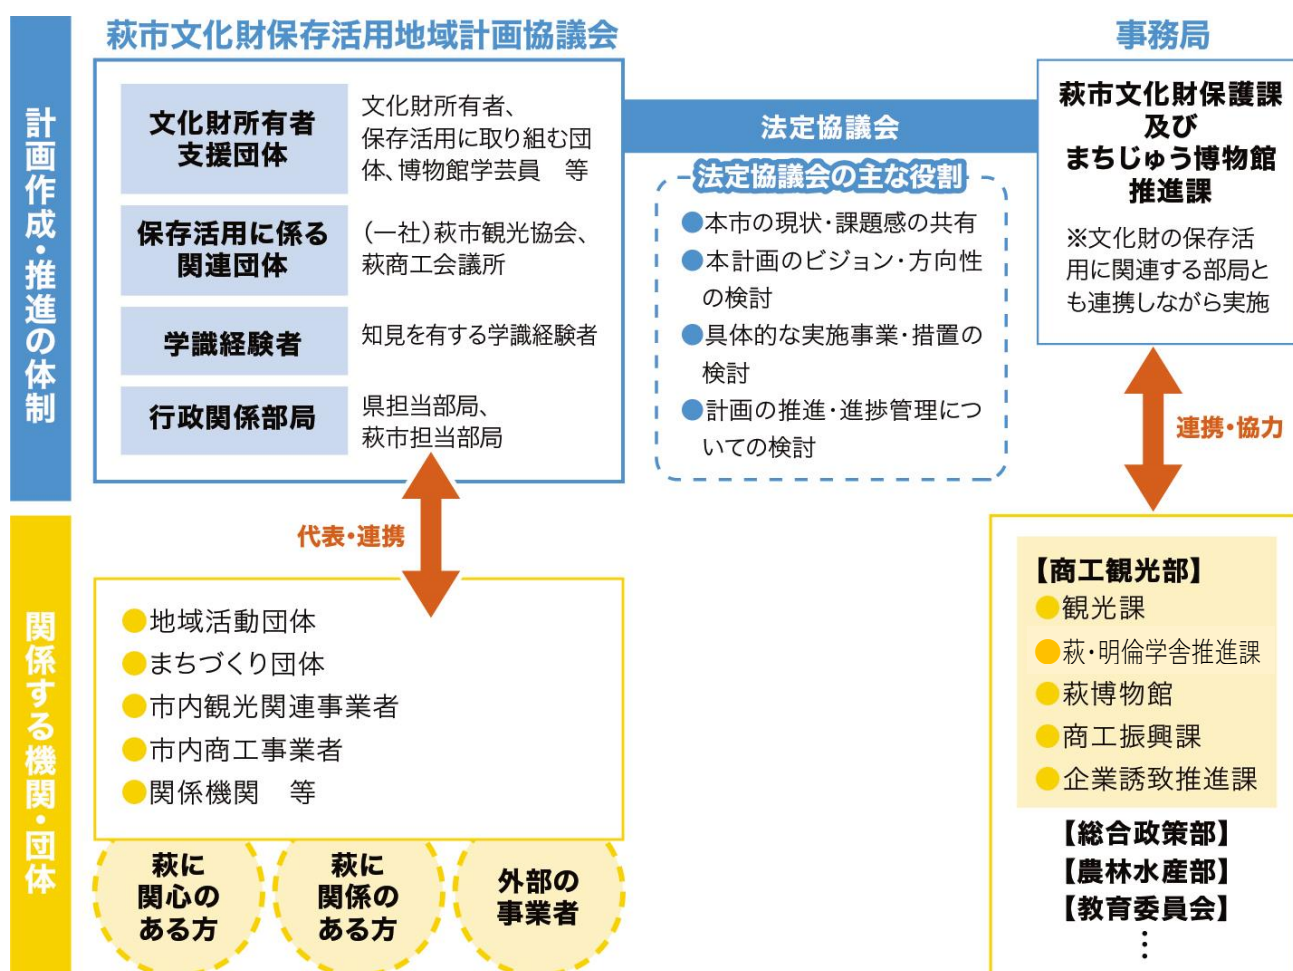 計画作成・推進の体制
萩市文化財保存活用地域計画協議会
文化財所有者
支援団体
文化財所有者、
保存活用に取り組む団
体、博物館学芸員　等
保存活用に係る
関連団体
(一社)萩市観光協会、
萩商工会議所
学識経験者
知見を有する学識経験者
行政関係部局
県担当部局、
萩市担当部局
法定協議会
法定協議会の主な役割
●本市の現状・課題感の共有
●本計画のビジョン・方向性
の検討
●具体的な実施事業・措置の
検討
●計画の推進・進捗管理につ
いての検討
事務局
萩市文化財保護課
及び
まちじゅう博物館
推進課
※文化財の保存活
用に関連する部局と
も連携しながら実施
代表・連携
連携・協力
関係する機関・団体
●地域活動団体
●まちづくり団体
●市内観光関連事業者
●市内商工事業者
●関係機関　等
萩に
関心の
ある方
萩に
関係の
ある方
外部の
事業者
【商工観光部】
●観光課
●萩・明倫学舎推進課
●萩博物館
●商工振興課
●企業誘致推進課
【総合政策部】
【農林水産部】
【教育委員会】
⋮